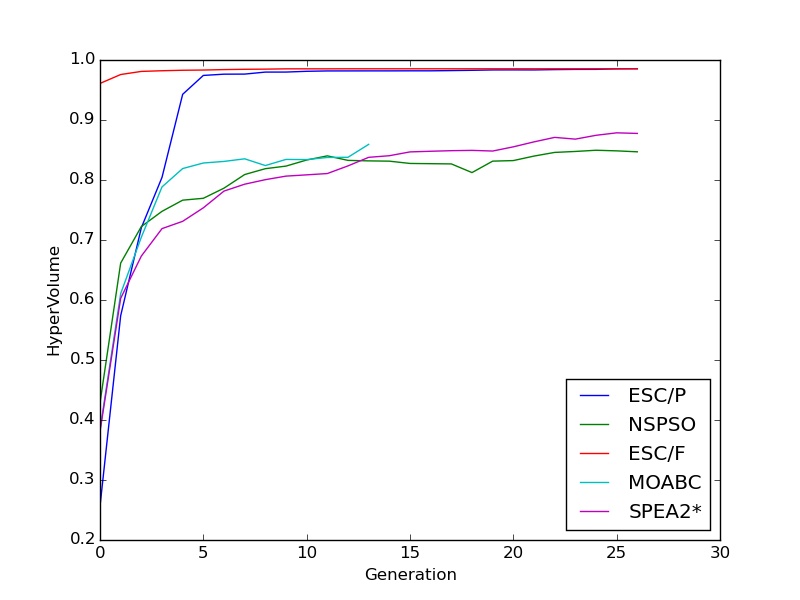 1.0
0.9
0.8
0.7
0.6
0.5
0.4
0.3
0.2
HyperVolume
0 5 10 15 20 25 30
Generation
ESC/P
NSPSO
ESC/F
MOABC
SPEA2*